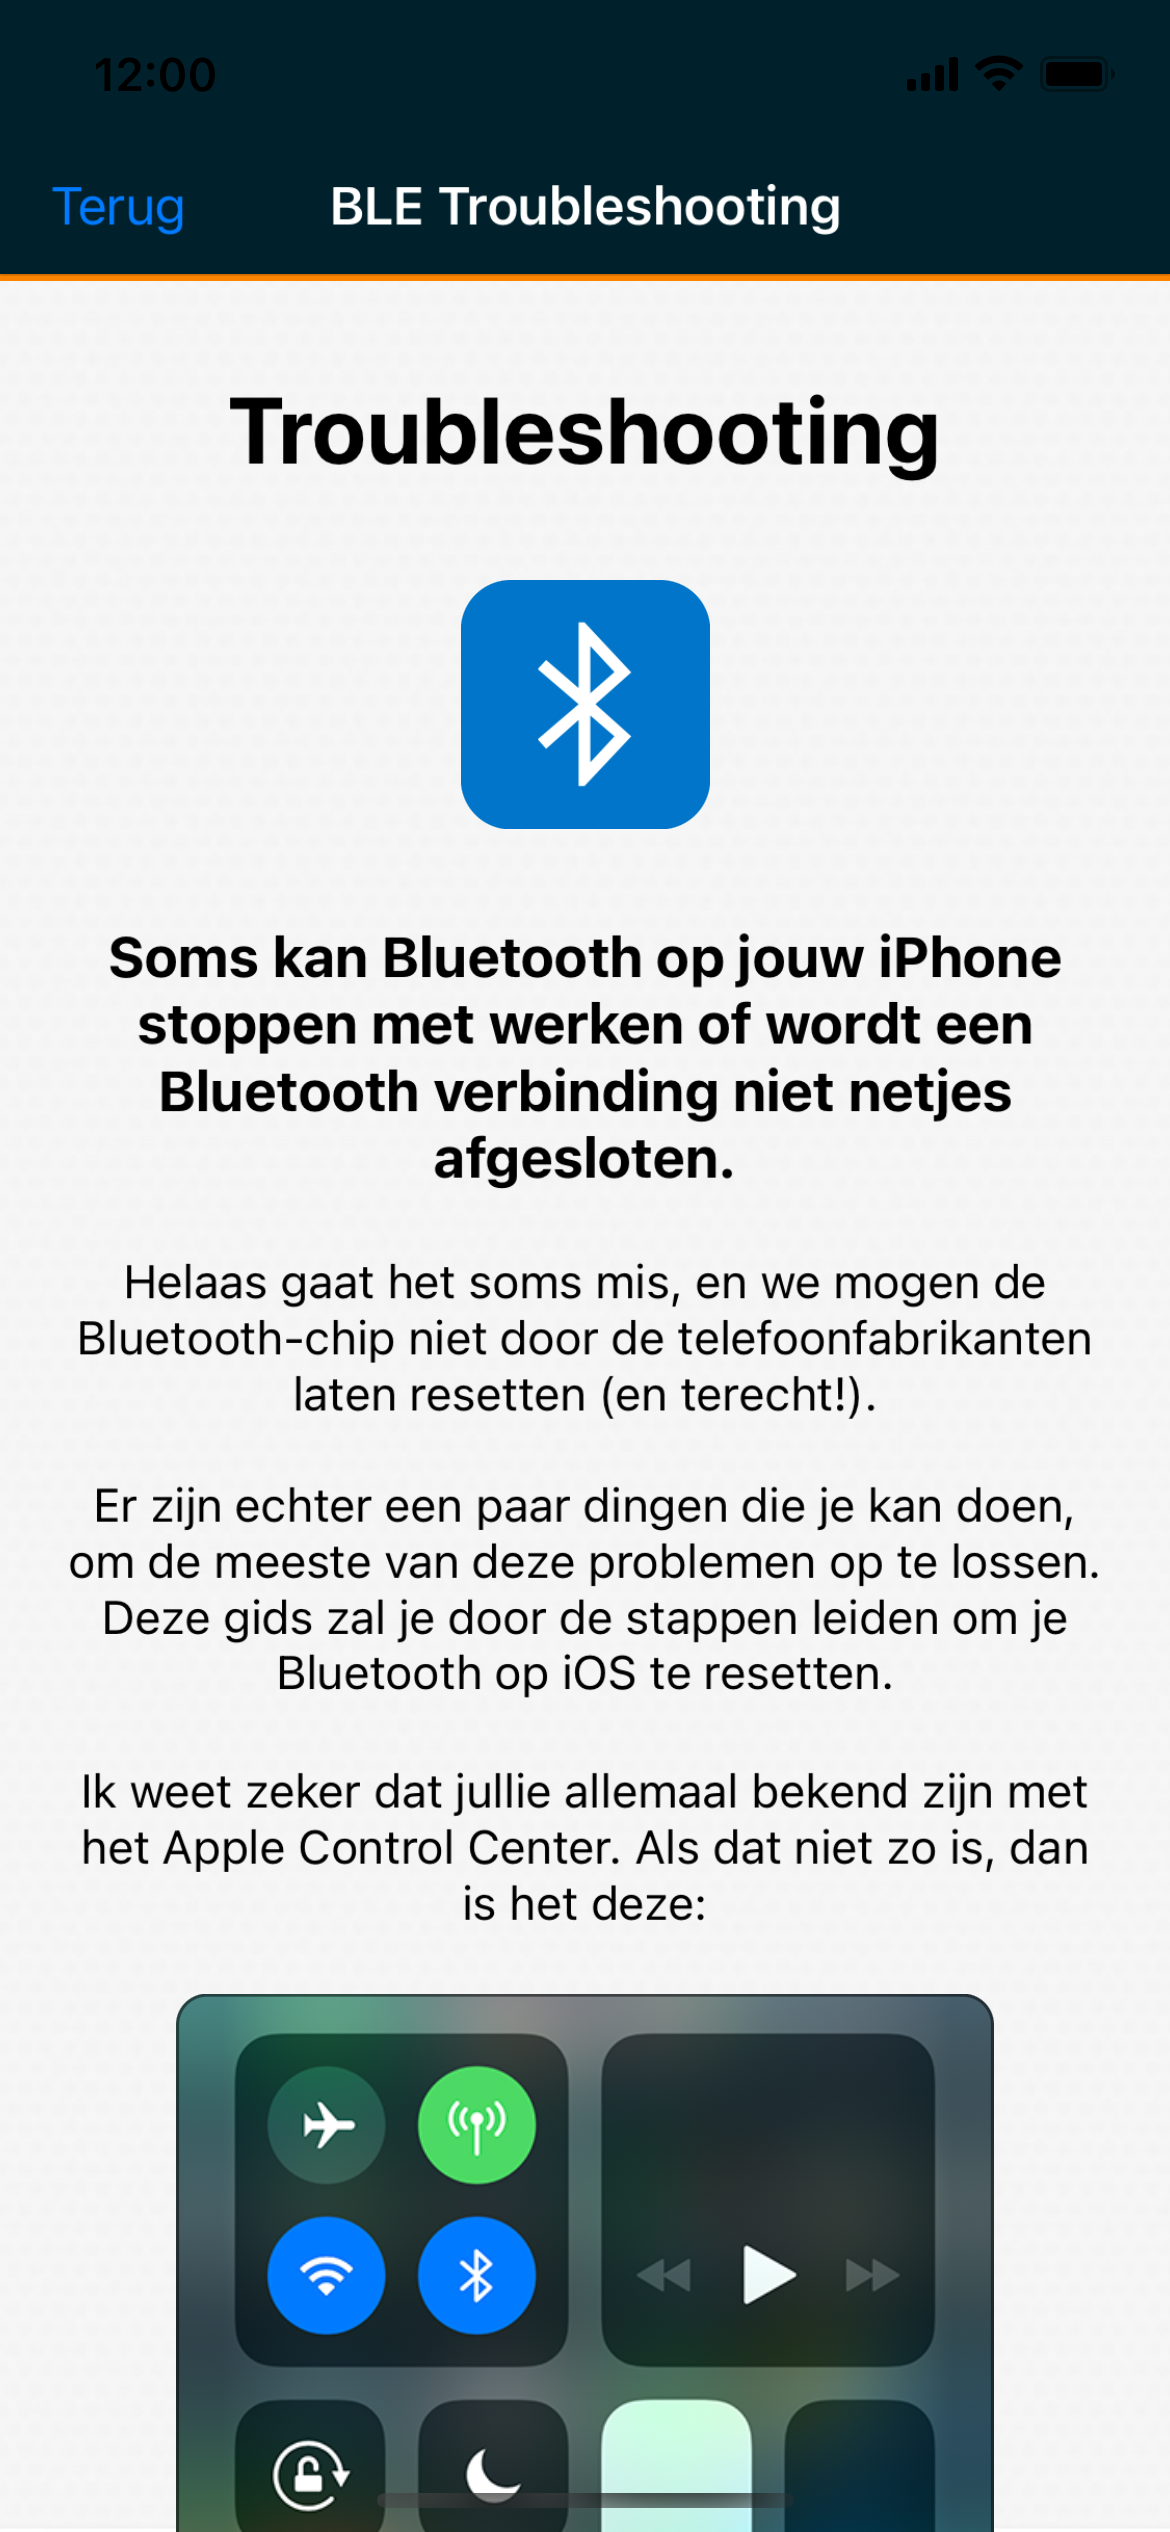 12:00
Terug
BLE Troubleshooting
Troubleshooting
Soms kan Bluetooth op jouw iPhone
stoppen met werken of wordt een
Bluetooth verbinding niet netjes
afgesloten.
Helaas gaat het soms mis, en we mogen de
Bluetooth-chip niet door de telefoonfabrikanten
laten resetten (en terecht!).
Er zijn echter een paar dingen die je kan doen,
om de meeste van deze problemen op te lossen.
Deze gids zal je door de stappen leiden om je
Bluetooth op iOS te resetten.
Ik weet zeker dat jullie allemaal bekend zijn met
het Apple Control Center. Als dat niet zo is, dan
is het deze: